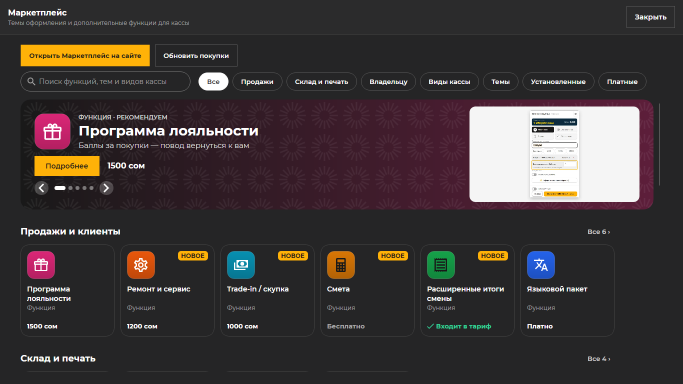 Маркетплейс
Темы оформления и дополнительные функции для кассы
Закрыть
Открыть Маркетплейс на сайте
Обновить покупки
Поиск функций, тем и видов кассы
Все
Продажи
Склад и печать
Владельцу
Виды кассы
Темы
Установленные
Платные
ФУНКЦИЯ · РЕКОМЕНДУЕМ
Программа лояльности
Баллы за покупки — повод вернуться к вам
Подробнее
1500 сом
Продажи и клиенты
Все 6 ›
Программа лояльности
Функция
1500 сом
НОВОЕ
Ремонт и сервис
Функция
1200 сом
НОВОЕ
Trade-in / скупка
Функция
1000 сом
НОВОЕ
Смета
Функция
Бесплатно
НОВОЕ
Расширенные итоги смены
Функция
Входит в тариф
Языковой пакет
Функция
Платно
Склад и печать
Все 4 ›